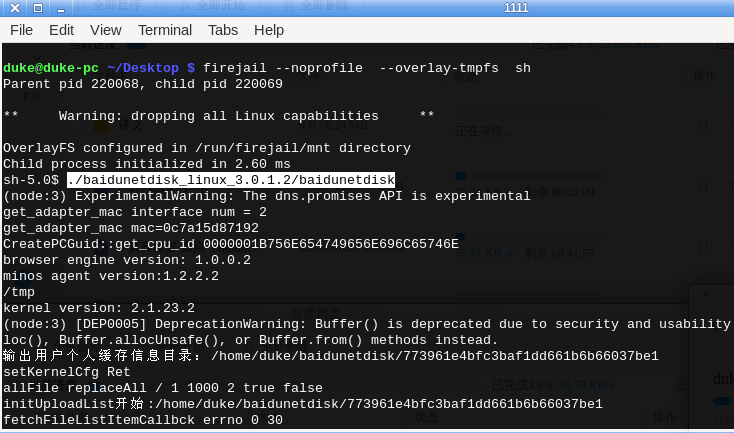 1111
File Edit View Terminal Tabs Help
duke@duke-pc ~/Desktop $ firejail --noprofile  --overlay-tmpfs  sh
Parent pid 220068, child pid 220069
**     Warning: dropping all Linux capabilities     **
OverlayFS configured in /run/firejail/mnt directory
Child process initialized in 2.60 ms
sh-5.0$ ./baidunetdisk_linux_3.0.1.2/baidunetdisk
(node:3) ExperimentalWarning: The dns.promises API is experimental
get_adapter_mac interface num = 2
get_adapter_mac mac=0c7a15d87192
CreatePCGuid::get_cpu_id 0000001B756E654749656E696C65746E
browser engine version: 1.0.0.2
minos agent version:1.2.2.2
/tmp
kernel version: 2.1.23.2
(node:3) [DEP0005] DeprecationWarning: Buffer() is deprecated due to security and usability
loc(), Buffer.allocUnsafe(), or Buffer.from() methods instead.
输出用户个人缓存信息目录: /home/duke/baidunetdisk/773961e4bfc3baf1dd661b6b66037be1
setKernelCfg Ret
allFile replaceAll / 1 1000 2 true false
initUploadList开始:/home/duke/baidunetdisk/773961e4bfc3baf1dd661b6b66037be1
fetchFileListItemCallbck errno 0 30